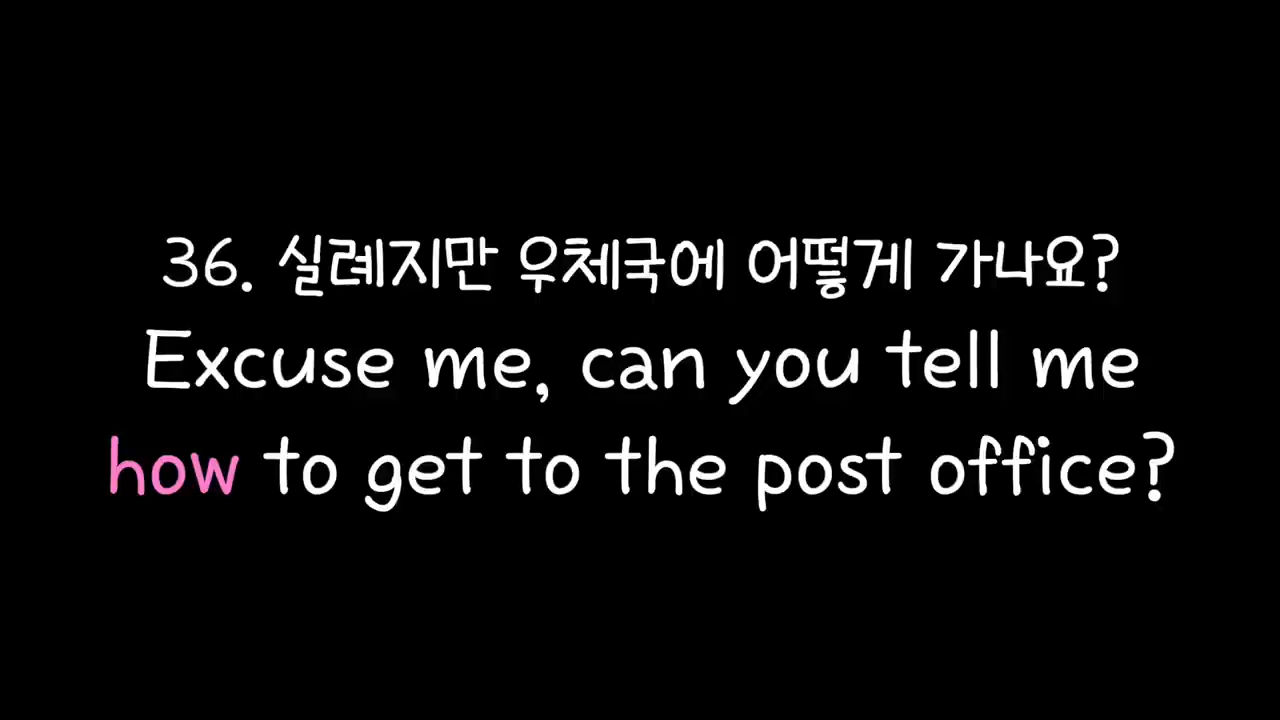 36. 실례지만 우체국에 어떻게 가나요?
Excuse me, can you tell me
how to get to the post office?